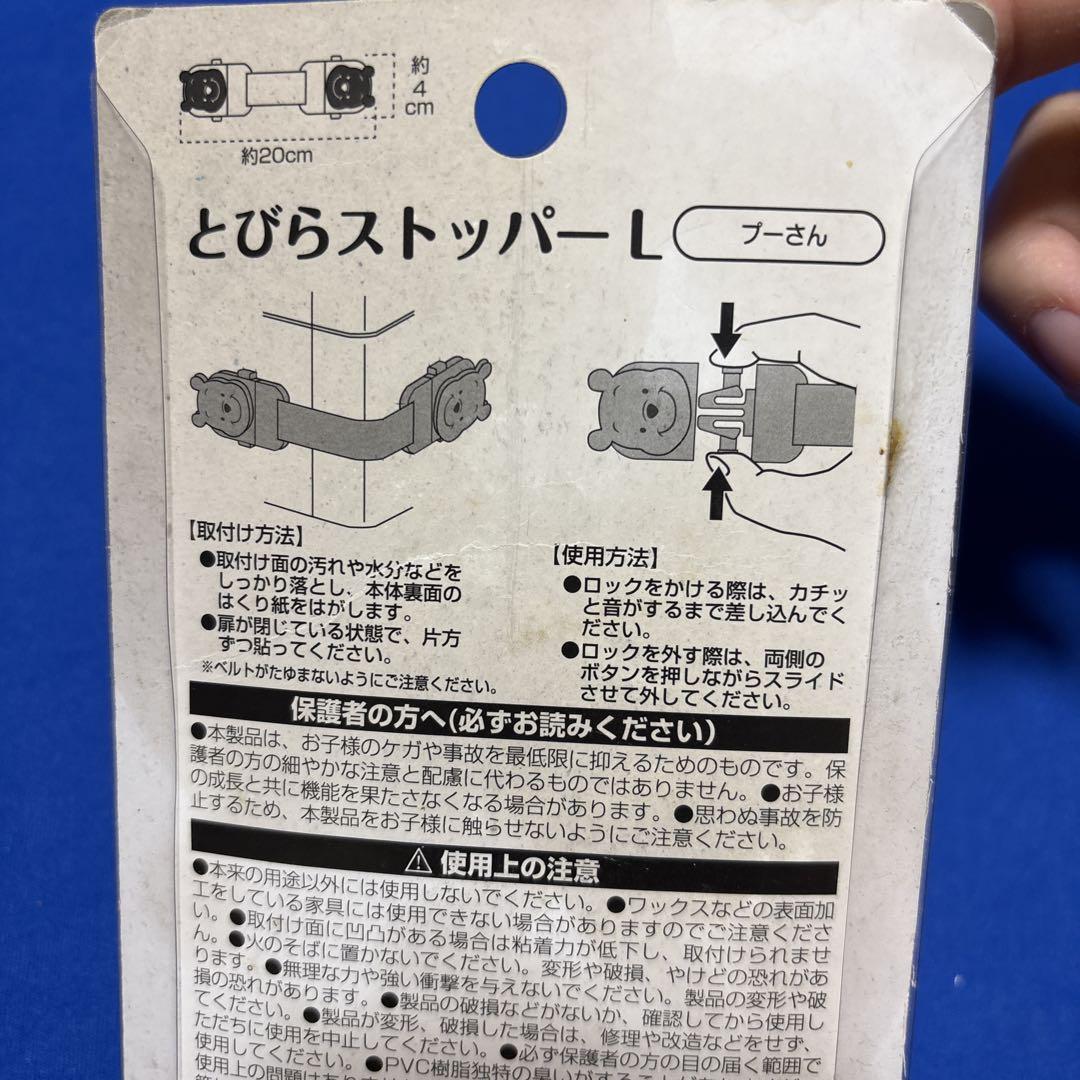 約
4
cm
約20cm
とびらストッパー L
プーさん
【取付け方法】
●取付け面の汚れや水分などを
しっかり落とし、本体裏面の
はくり紙をはがします。
●扉が閉じている状態で、片方
ずつ貼ってください。
※ベルトがたゆまないようにご注意ください。
【使用方法】
●ロックをかける際は、カチッ
と音がするまで差し込んでく
ださい。
●ロックを外す際は、両側の
ボタンを押しながらスライド
させて外してください。
保護者の方へ(必ずお読みください)
●本製品は、お子様のケガや事故を最低限に抑えるためのものです。保
護者の方の細やかな注意と配慮に代わるものではありません。●お子様
の成長と共に機能を果たさなくなる場合があります。●思わぬ事故を防
止するため、本製品をお子様に触らせないようにご注意ください。
⚠使用上の注意
●本来の用途以外には使用しないでください。●ワックスなどの表面加
工をしている家具には使用できない場合がありますのでご注意くださ
い。●取付け面に凹凸がある場合は粘着力が低下し、取付けられませ
ん。●火のそばに置かないでください。変形や破損、やけどの恐れがあ
ります。●無理な力や強い衝撃を与えないでください。製品の変形や破
損の恐れがあります。●製品の破損などがないか、確認してから使用し
てください。●製品が変形、破損した場合は、修理や改造などをせず、
ただちに使用を中止してください。●必ず保護者の方の目の届く範囲で
使用してください。●PVC樹脂独特の臭いがすることが
使用上の問題は